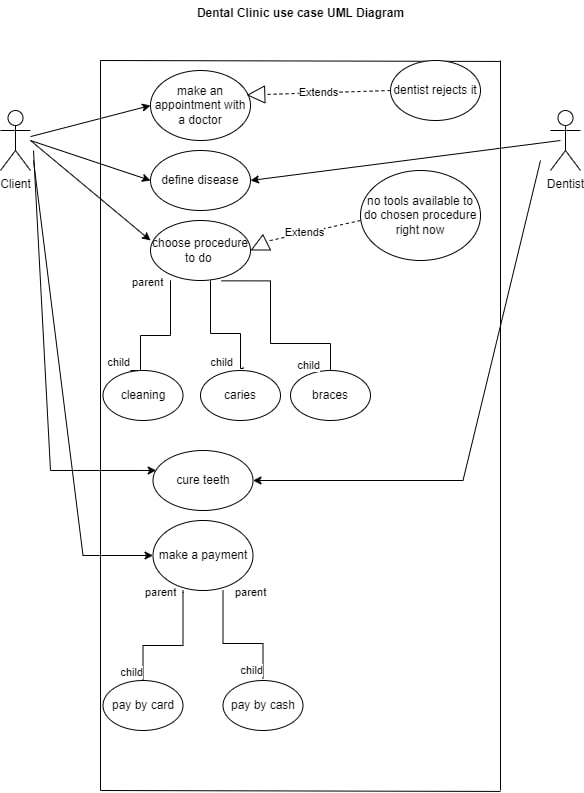 Dental Clinic use case UML Diagram
make an
appointment with
a doctor
Extends
dentist rejects it
Client
define disease
Dentist
no tools available to
do chosen procedure
right now
choose procedure
to do
Extends
parent
child
child
child
cleaning
caries
braces
cure teeth
make a payment
parent
parent
child
child
pay by card
pay by cash